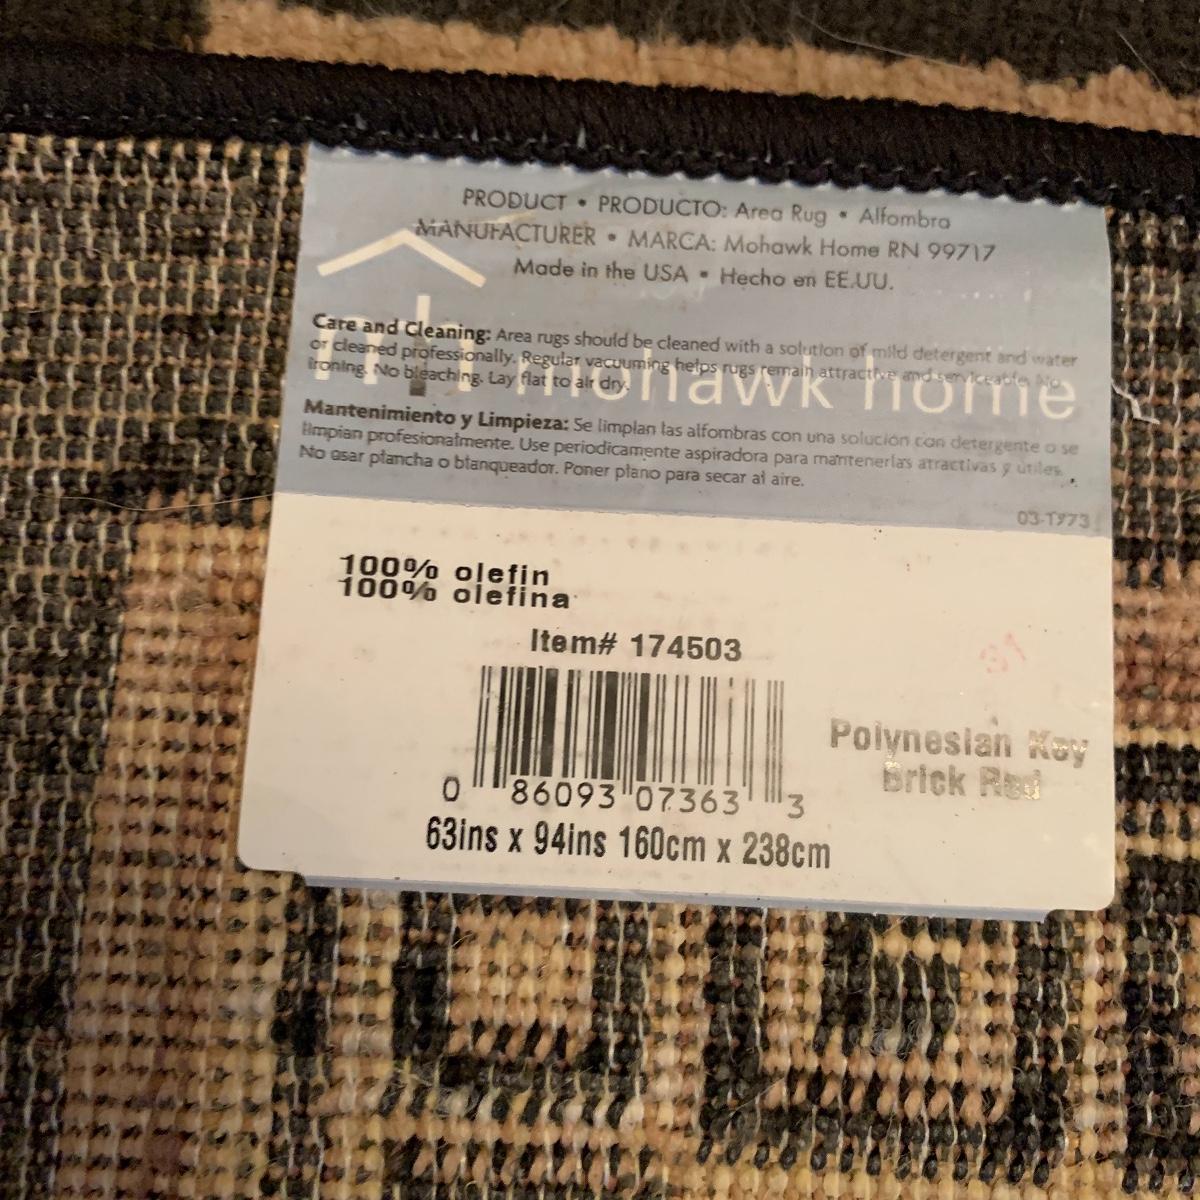 PRODUCT • PRODUCTO: Area Rug • Alfombra
MANUFACTURER • MARCA: Mohawk Home RN 99717
Made in the USA • Hecho en EE.UU.
mohawk home
Care and Cleaning: Area rugs should be cleaned with a solution of mild detergent and water
or cleaned professionally. Regular vacuuming helps rugs remain attractive and serviceable. No
ironing. No bleaching. Lay flat to air dry.
Mantenimiento y Limpieza: Se limpian las alfombras con una solución con detergente o se
limpian profesionalmente. Use periodicamente aspiradora para mantenerlas atractivas y útiles.
No usar plancha o blanqueador. Poner plano para secar al aire.
03-T973
100% olefin
100% olefina
Item# 174503
31
Polynesian Key
Brick Red
0 86093 07363 3
63ins x 94ins 160cm x 238cm